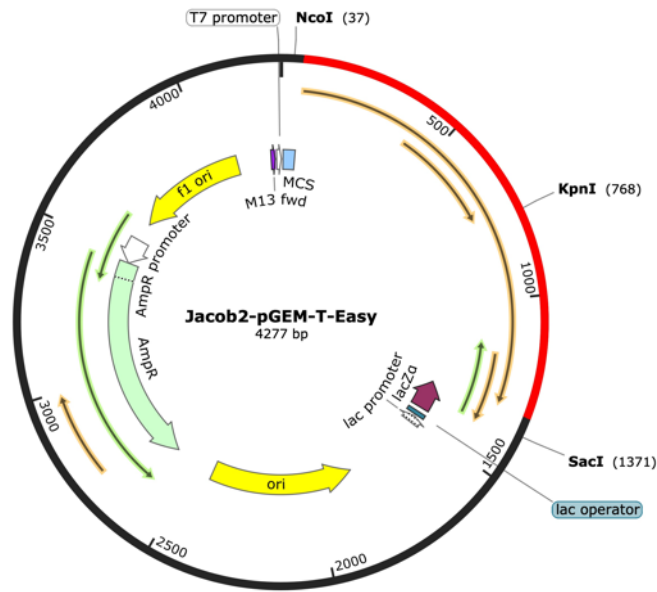 T7 promoter
NcoI (37)
4000
500
KpnI (768)
f1 ori
MCS
M13 fwd
3500
AmpR promoter
1000
Jacob2-pGEM-T-Easy
4277 bp
AmpR
lac promoter
lacZα
3000
SacI (1371)
1500
ori
lac operator
2500
2000